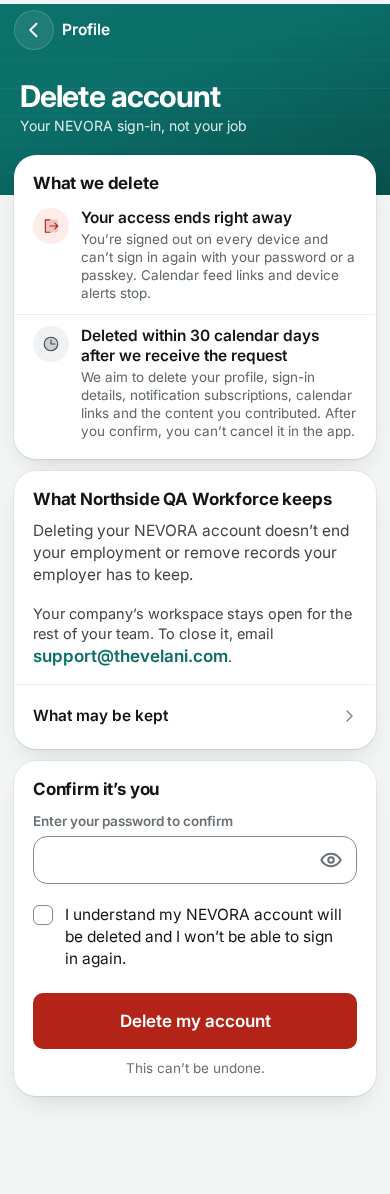 Profile
Delete account
Your NEVORA sign-in, not your job
What we delete
Your access ends right away
You’re signed out on every device and
can’t sign in again with your password or a
passkey. Calendar feed links and device
alerts stop.
Deleted within 30 calendar days
after we receive the request
We aim to delete your profile, sign-in
details, notification subscriptions, calendar
links and the content you contributed. After
you confirm, you can’t cancel it in the app.
What Northside QA Workforce keeps
Deleting your NEVORA account doesn’t end
your employment or remove records your
employer has to keep.
Your company’s workspace stays open for the
rest of your team. To close it, email
support@thevelani.com.
What may be kept
Confirm it’s you
Enter your password to confirm
I understand my NEVORA account will
be deleted and I won’t be able to sign
in again.
Delete my account
This can’t be undone.